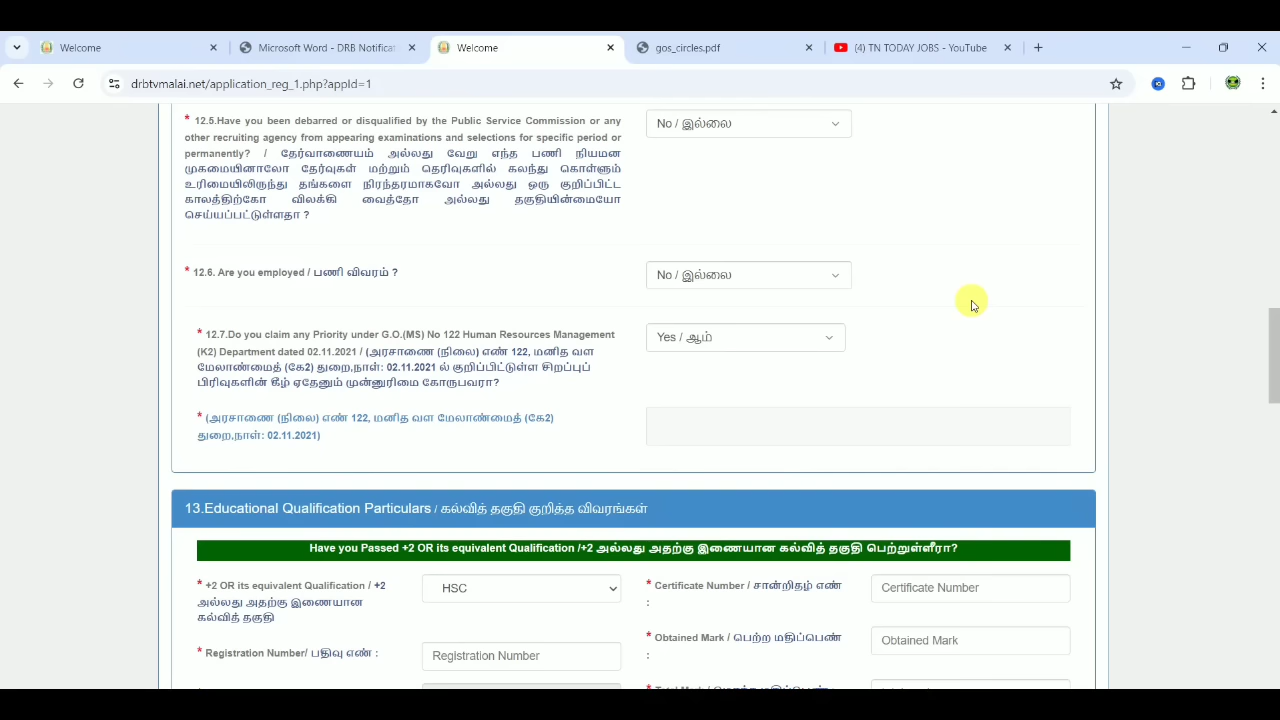 Welcome
Microsoft Word - DRB Notificat
Welcome
gos_circles.pdf
(4) TN TODAY JOBS - YouTube
drbtvmalai.net/application_reg_1.php?appId=1
* 12.5.Have you been debarred or disqualified by the Public Service Commission or any
other recruiting agency from appearing examinations and selections for specific period or
permanently? / தேர்வாணையம் அல்லது வேறு எந்த பணி நியமன
முகமையினாலோ தேர்வுகள் மற்றும் தெரிவுகளில் கலந்து கொள்ளும்
உரிமையிலிருந்து தங்களை நிரந்தரமாகவோ அல்லது ஒரு குறிப்பிட்ட
காலத்திற்கோ விலக்கி வைத்தோ அல்லது தகுதியின்மையோ
செய்யப்பட்டுள்ளதா ?
No / இல்லை
* 12.6. Are you employed / பணி விவரம் ?
No / இல்லை
* 12.7.Do you claim any Priority under G.O.(MS) No 122 Human Resources Management
(K2) Department dated 02.11.2021 / (அரசாணை (நிலை) எண் 122, மனித வள
மேலாண்மைத் (கே2) துறை,நாள்: 02.11.2021 ல் குறிப்பிட்டுள்ள சிறப்புப்
பிரிவுகளின் கீழ் ஏதேனும் முன்னுரிமை கோருபவரா?
Yes / ஆம்
* (அரசாணை (நிலை) எண் 122, மனித வள மேலாண்மைத் (கே2)
துறை,நாள்: 02.11.2021)
13.Educational Qualification Particulars / கல்வித் தகுதி குறித்த விவரங்கள்
Have you Passed +2 OR its equivalent Qualification /+2 அல்லது அதற்கு இணையான கல்வித் தகுதி பெற்றுள்ளீரா?
* +2 OR its equivalent Qualification / +2
அல்லது அதற்கு இணையான
கல்வித் தகுதி
HSC
* Certificate Number / சான்றிதழ் எண்
:
Certificate Number
* Obtained Mark / பெற்ற மதிப்பெண்
:
Obtained Mark
* Registration Number/ பதிவு எண் :
Registration Number
* Total Mark / மொத்த மதிப்பெண் :